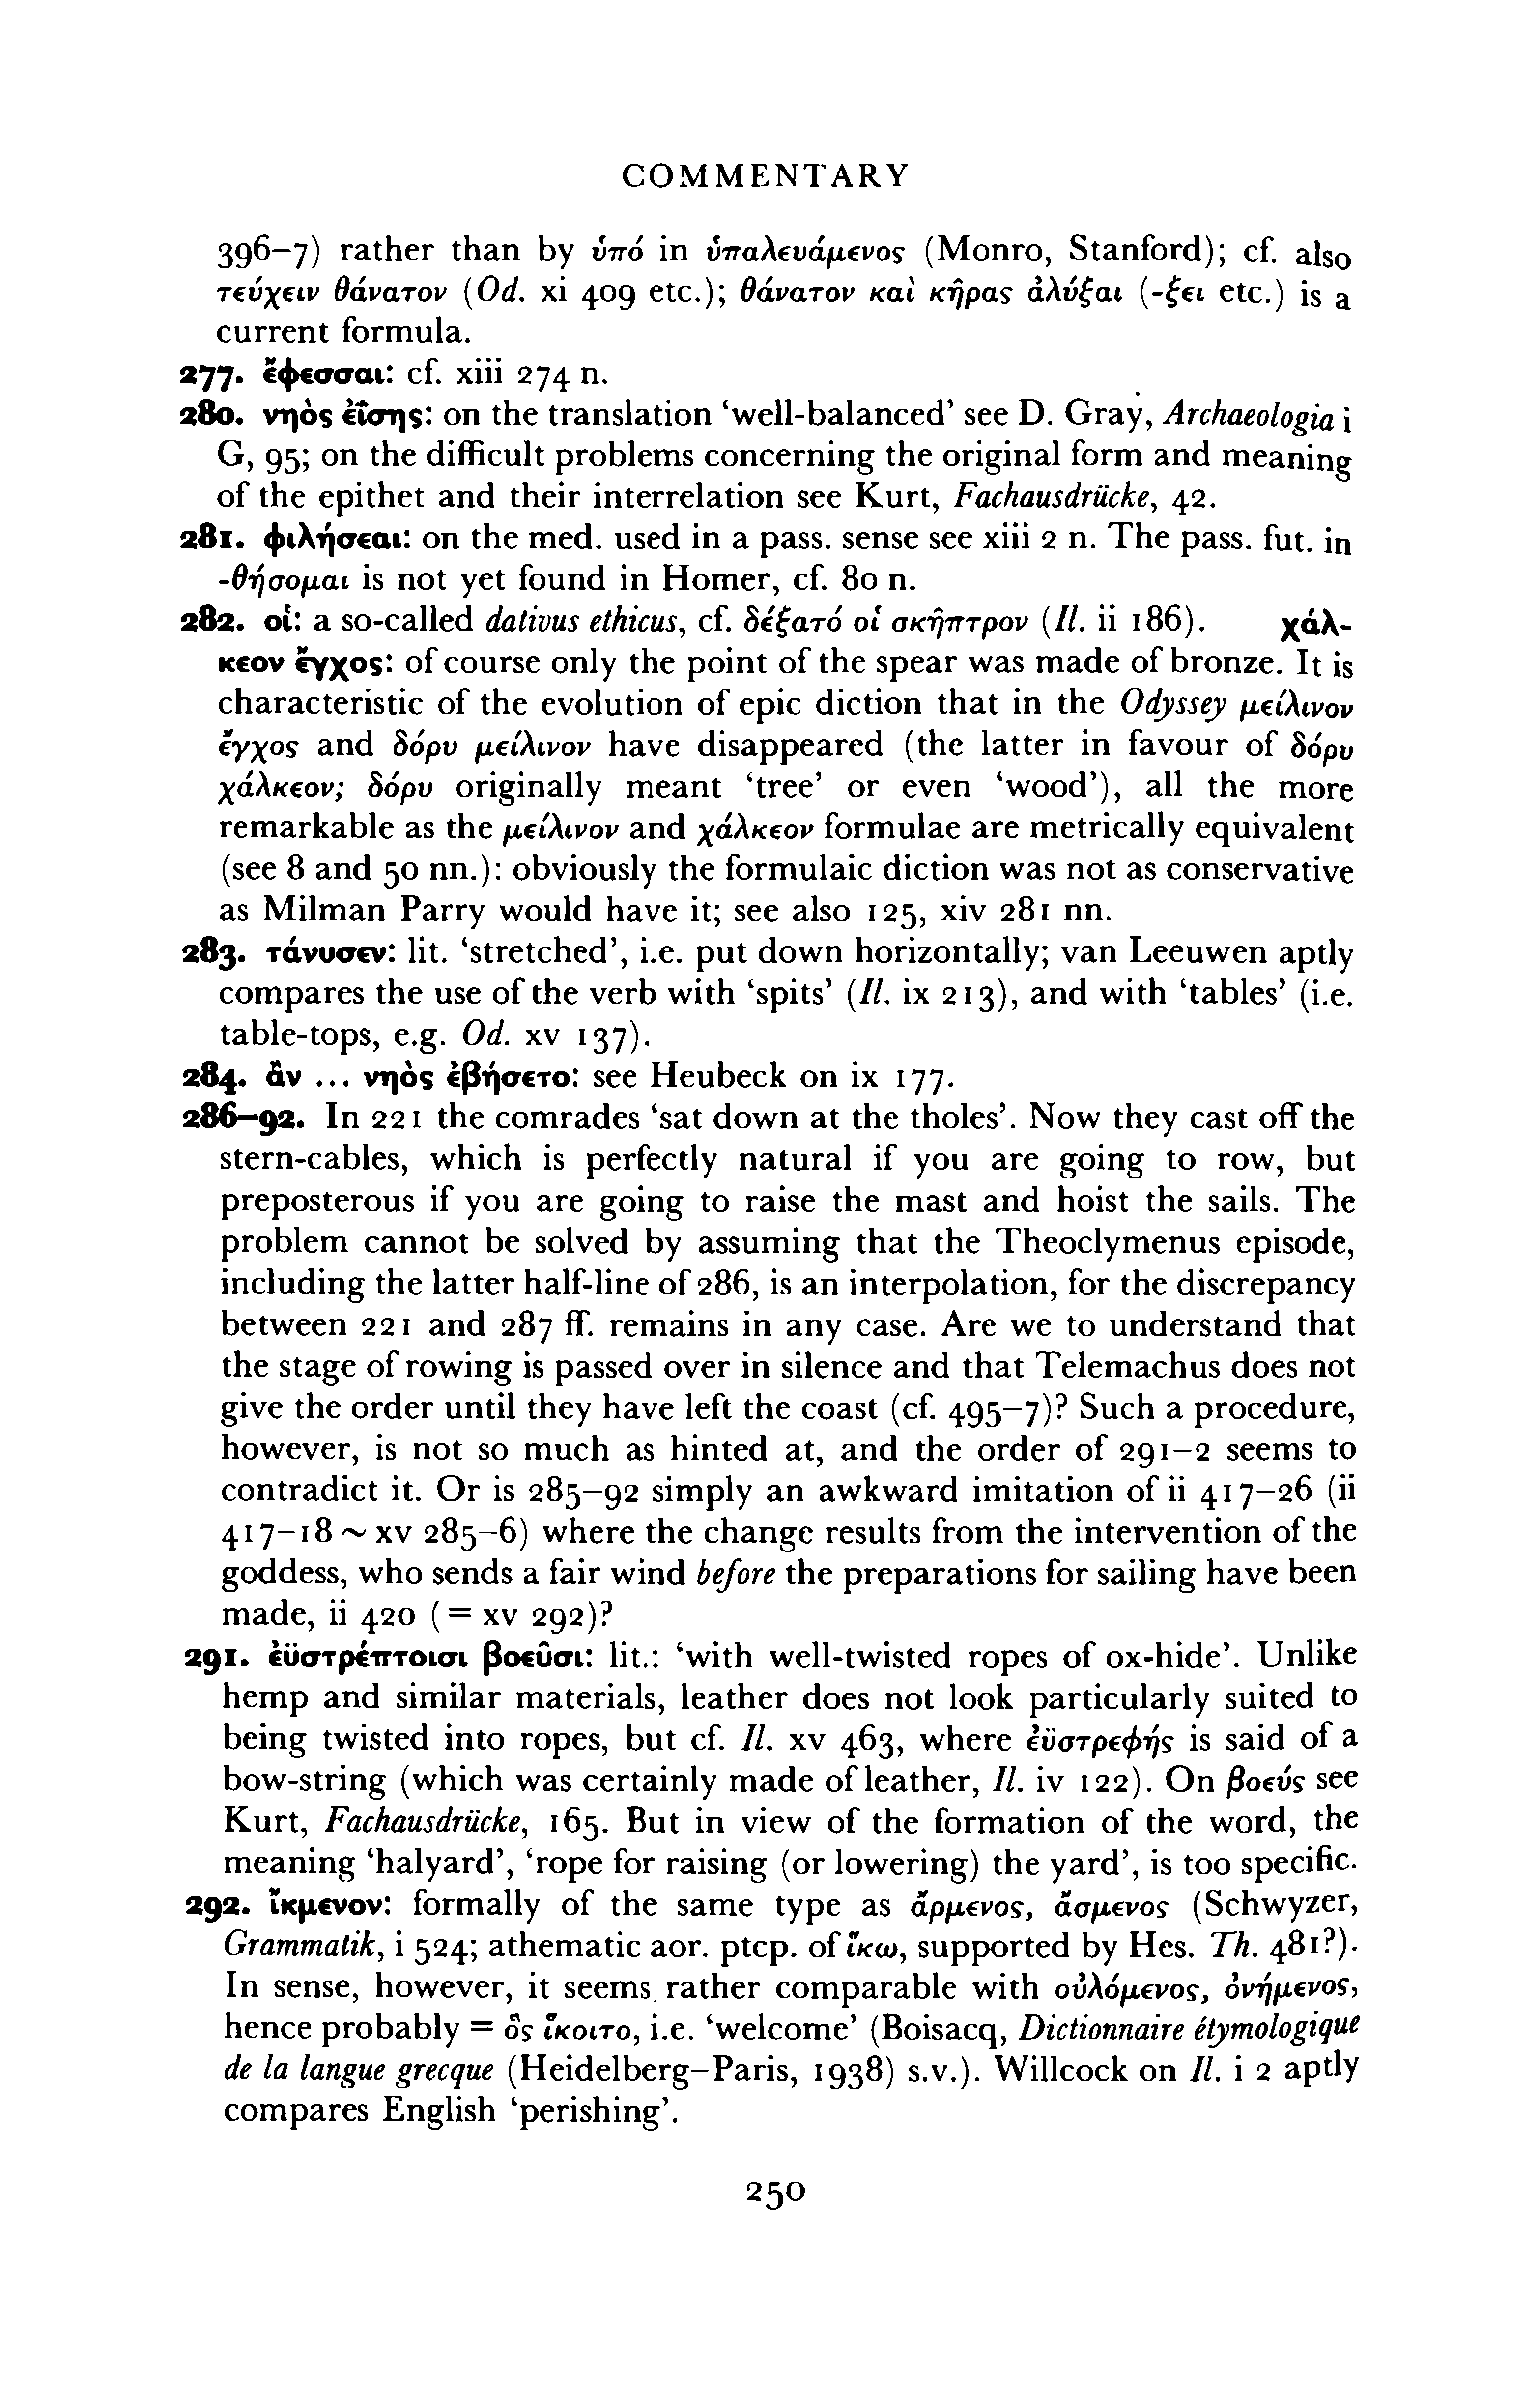 COMMENTARY
396–7) rather than by ὑπό in ὑπαλευάμενος (Monro, Stanford); cf. also
τεύχειν θάνατον (Od. xi 409 etc.); θάνατον καὶ κῆρας ἀλύξαι (-ξει etc.) is a
current formula.
277. ἔφεσσαι: cf. xiii 274 n.
280. νηὸς ἐΐσης: on the translation ‘well-balanced’ see D. Gray, Archaeologia i
G, 95; on the difficult problems concerning the original form and meaning
of the epithet and their interrelation see Kurt, Fachausdrücke, 42.
281. φιλήσεαι: on the med. used in a pass. sense see xiii 2 n. The pass. fut. in
-θήσομαι is not yet found in Homer, cf. 80 n.
282. οἱ: a so-called dativus ethicus, cf. δέξατό οἱ σκῆπτρον (Il. ii 186). χάλ-
κεον ἔγχος: of course only the point of the spear was made of bronze. It is
characteristic of the evolution of epic diction that in the Odyssey μείλινον
ἔγχος and δόρυ μείλινον have disappeared (the latter in favour of δόρυ
χάλκεον; δόρυ originally meant ‘tree’ or even ‘wood’), all the more
remarkable as the μείλινον and χάλκεον formulae are metrically equivalent
(see 8 and 50 nn.): obviously the formulaic diction was not as conservative
as Milman Parry would have it; see also 125, xiv 281 nn.
283. τάνυσεν: lit. ‘stretched’, i.e. put down horizontally; van Leeuwen aptly
compares the use of the verb with ‘spits’ (Il. ix 213), and with ‘tables’ (i.e.
table-tops, e.g. Od. xv 137).
284. ἂν ... νηὸς ἐβήσετο: see Heubeck on ix 177.
286–92. In 221 the comrades ‘sat down at the tholes’. Now they cast off the
stern-cables, which is perfectly natural if you are going to row, but
preposterous if you are going to raise the mast and hoist the sails. The
problem cannot be solved by assuming that the Theoclymenus episode,
including the latter half-line of 286, is an interpolation, for the discrepancy
between 221 and 287 ff. remains in any case. Are we to understand that
the stage of rowing is passed over in silence and that Telemachus does not
give the order until they have left the coast (cf. 495–7)? Such a procedure,
however, is not so much as hinted at, and the order of 291–2 seems to
contradict it. Or is 285–92 simply an awkward imitation of ii 417–26 (ii
417–18 ~ xv 285–6) where the change results from the intervention of the
goddess, who sends a fair wind before the preparations for sailing have been
made, ii 420 (= xv 292)?
291. ἐϋστρέπτοισι βοεῦσι: lit.: ‘with well-twisted ropes of ox-hide’. Unlike
hemp and similar materials, leather does not look particularly suited to
being twisted into ropes, but cf. Il. xv 463, where ἐϋστρεφής is said of a
bow-string (which was certainly made of leather, Il. iv 122). On βοεύς see
Kurt, Fachausdrücke, 165. But in view of the formation of the word, the
meaning ‘halyard’, ‘rope for raising (or lowering) the yard’, is too specific.
292. ἴκμενον: formally of the same type as ἄρμενος, ἄσμενος (Schwyzer,
Grammatik, i 524; athematic aor. ptcp. of ἵκω, supported by Hes. Th. 481?).
In sense, however, it seems rather comparable with οὐλόμενος, ὀνήμενος,
hence probably = ὃς ἵκοιτο, i.e. ‘welcome’ (Boisacq, Dictionnaire étymologique
de la langue grecque (Heidelberg–Paris, 1938) s.v.). Willcock on Il. i 2 aptly
compares English ‘perishing’.
250